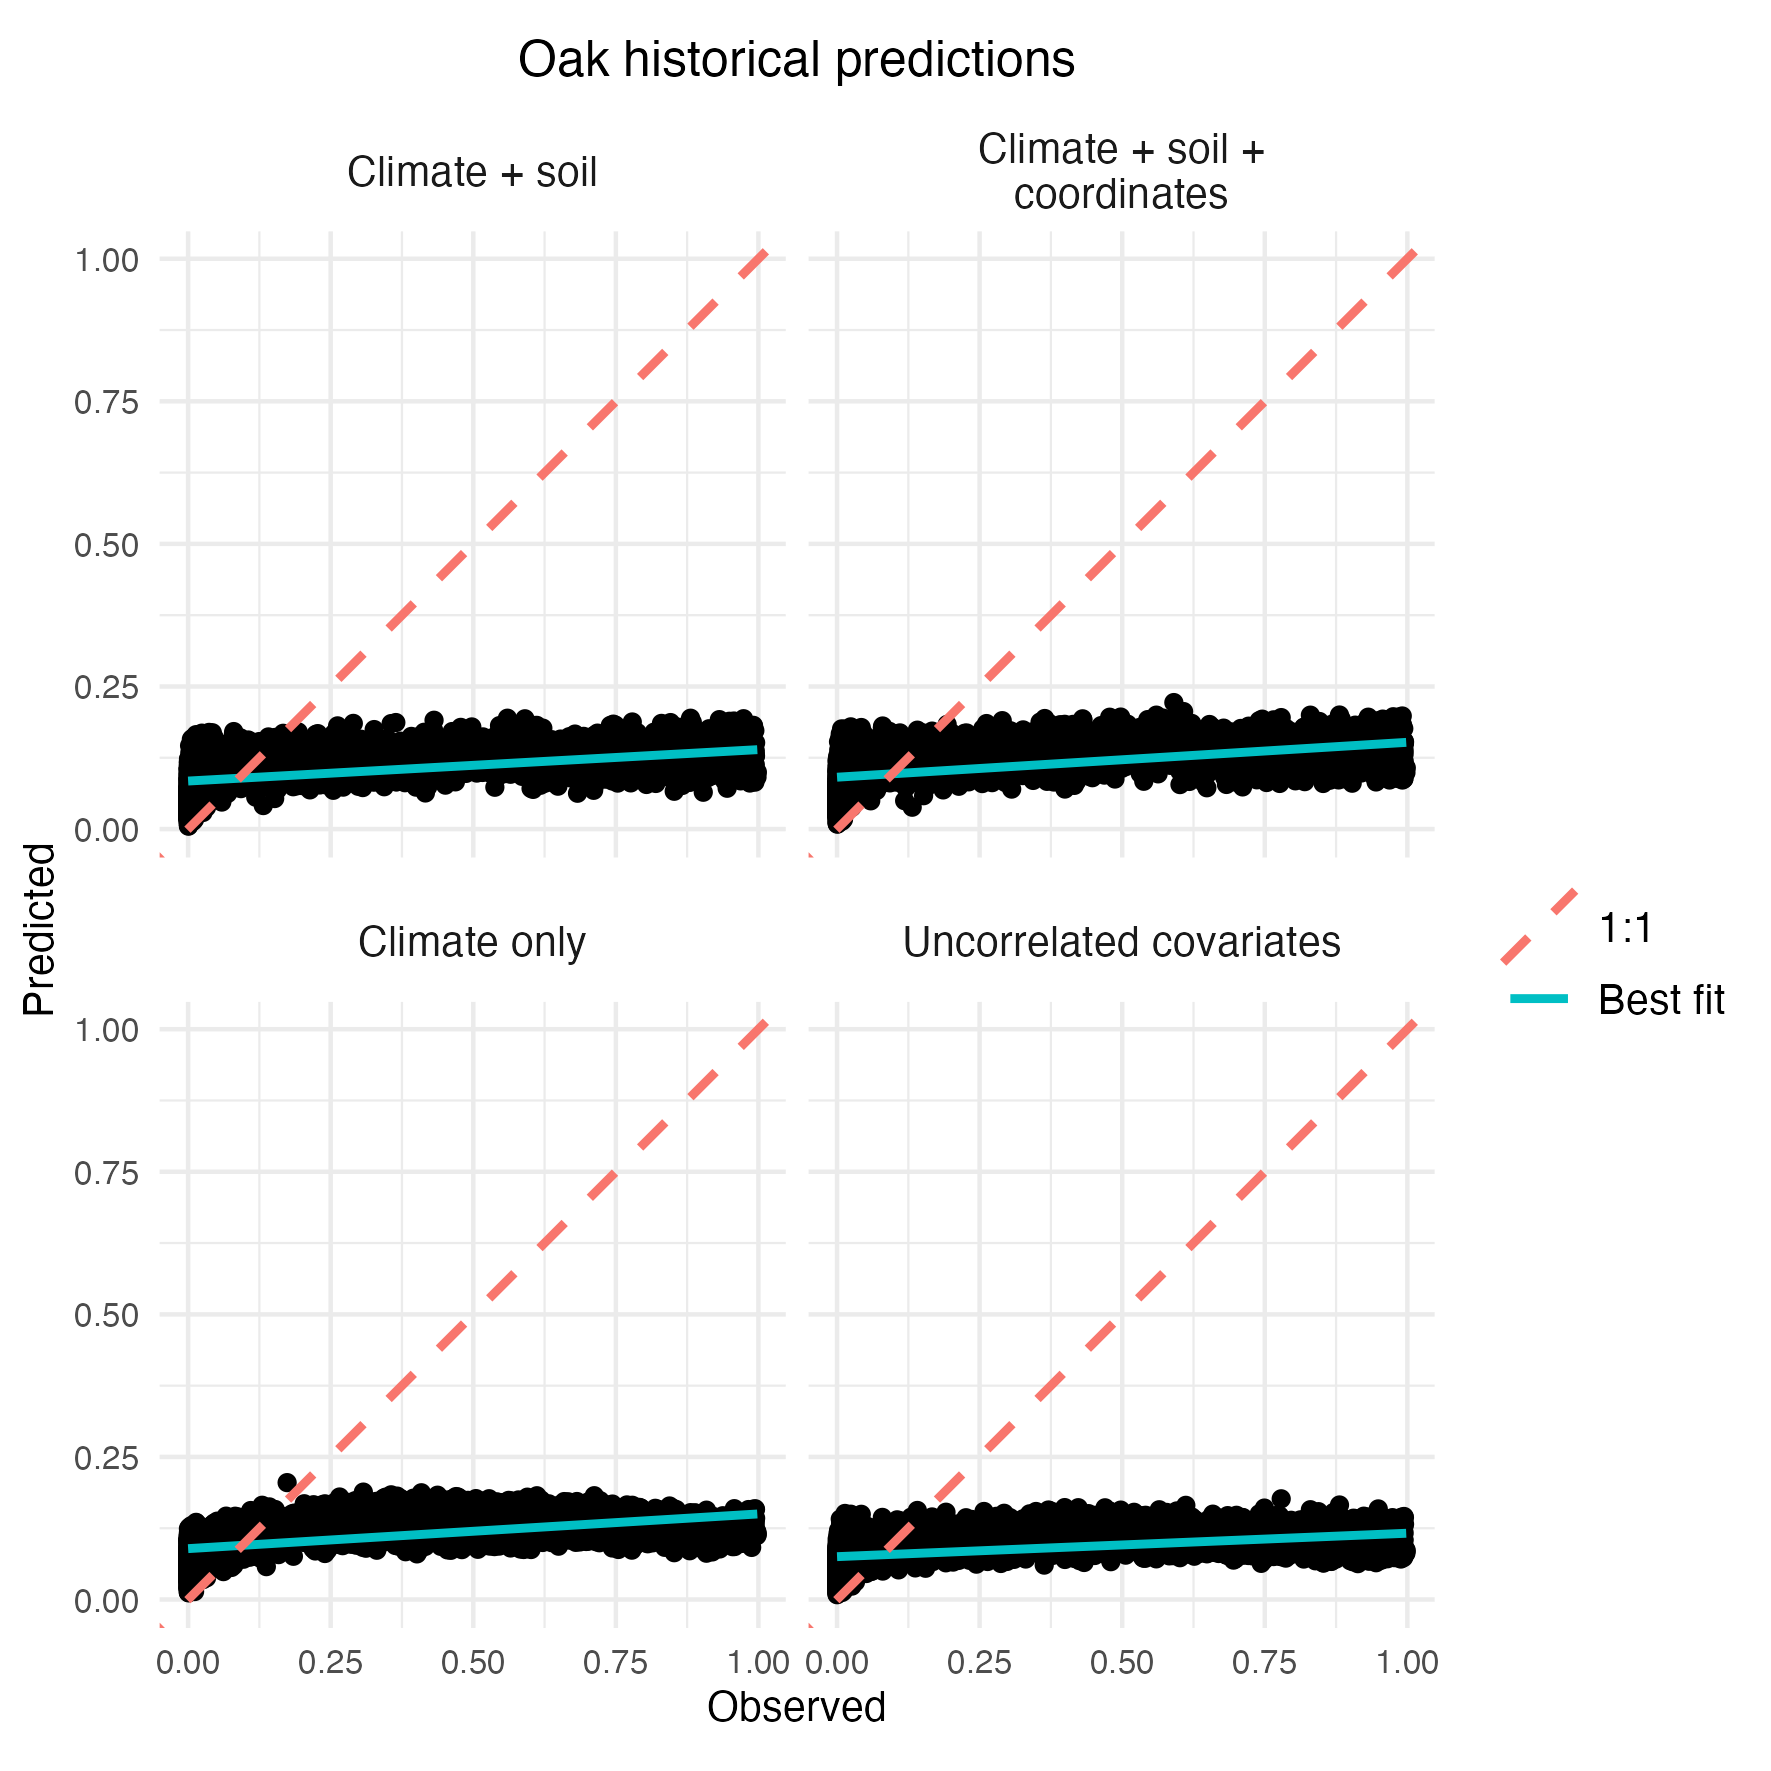 Oak historical predictions
Climate + soil
Climate + soil +
coordinates
1.00
0.75
0.50
0.25
0.00
Predicted
Climate only
Uncorrelated covariates
1:1
Best fit
1.00
0.75
0.50
0.25
0.00
0.00 0.25 0.50 0.75 1.00 0.00 0.25 0.50 0.75 1.00
Observed